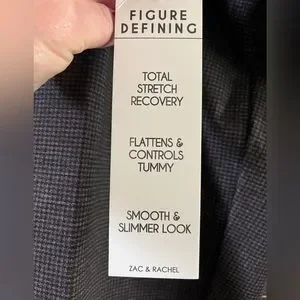 FIGURE
DEFINING
TOTAL
STRETCH
RECOVERY
FLATTENS &
CONTROLS
TUMMY
SMOOTH &
SLIMMER LOOK
ZAC & RACHEL